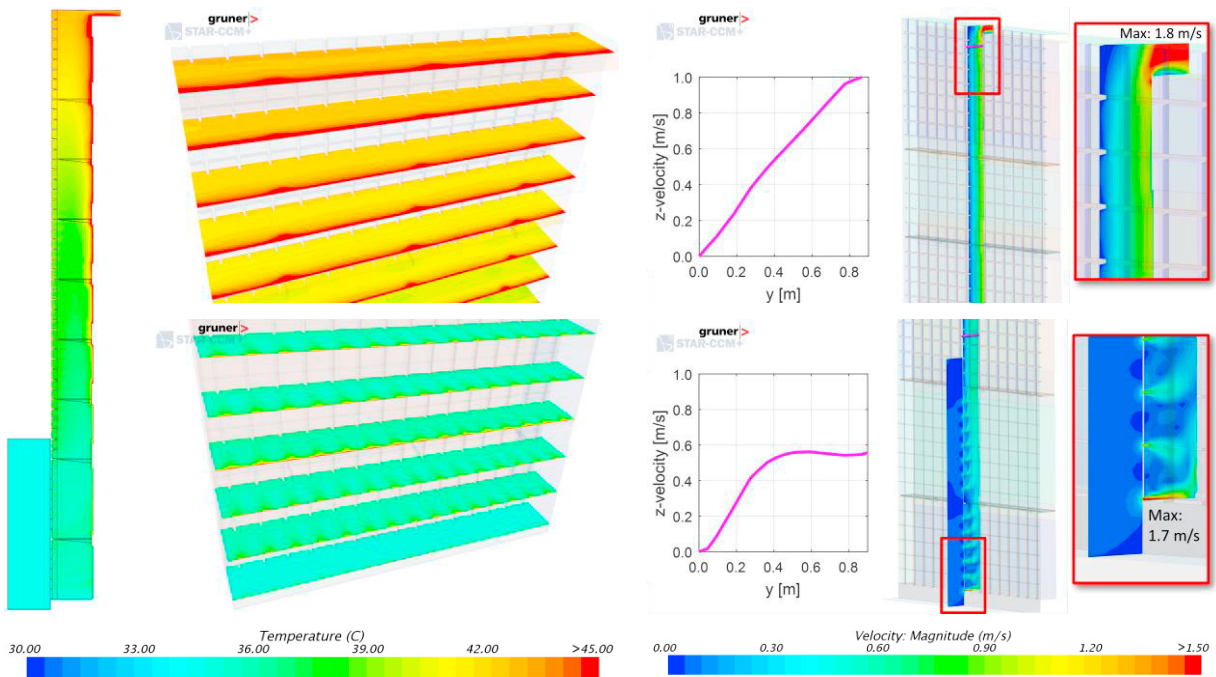 gruner>
STAR-CCM+
gruner>
STAR-CCM+
1.0
0.8
0.6
0.4
0.2
0.0
z-velocity [m/s]
0.0 0.2 0.4 0.6 0.8
y [m]
Max: 1.8 m/s
gruner>
STAR-CCM+
gruner>
STAR-CCM+
1.0
0.8
0.6
0.4
0.2
0.0
z-velocity [m/s]
0.0 0.2 0.4 0.6 0.8
y [m]
Max:
1.7 m/s
Temperature (C)
30.00 33.00 36.00 39.00 42.00 >45.00
Velocity: Magnitude (m/s)
0.00 0.30 0.60 0.90 1.20 >1.50